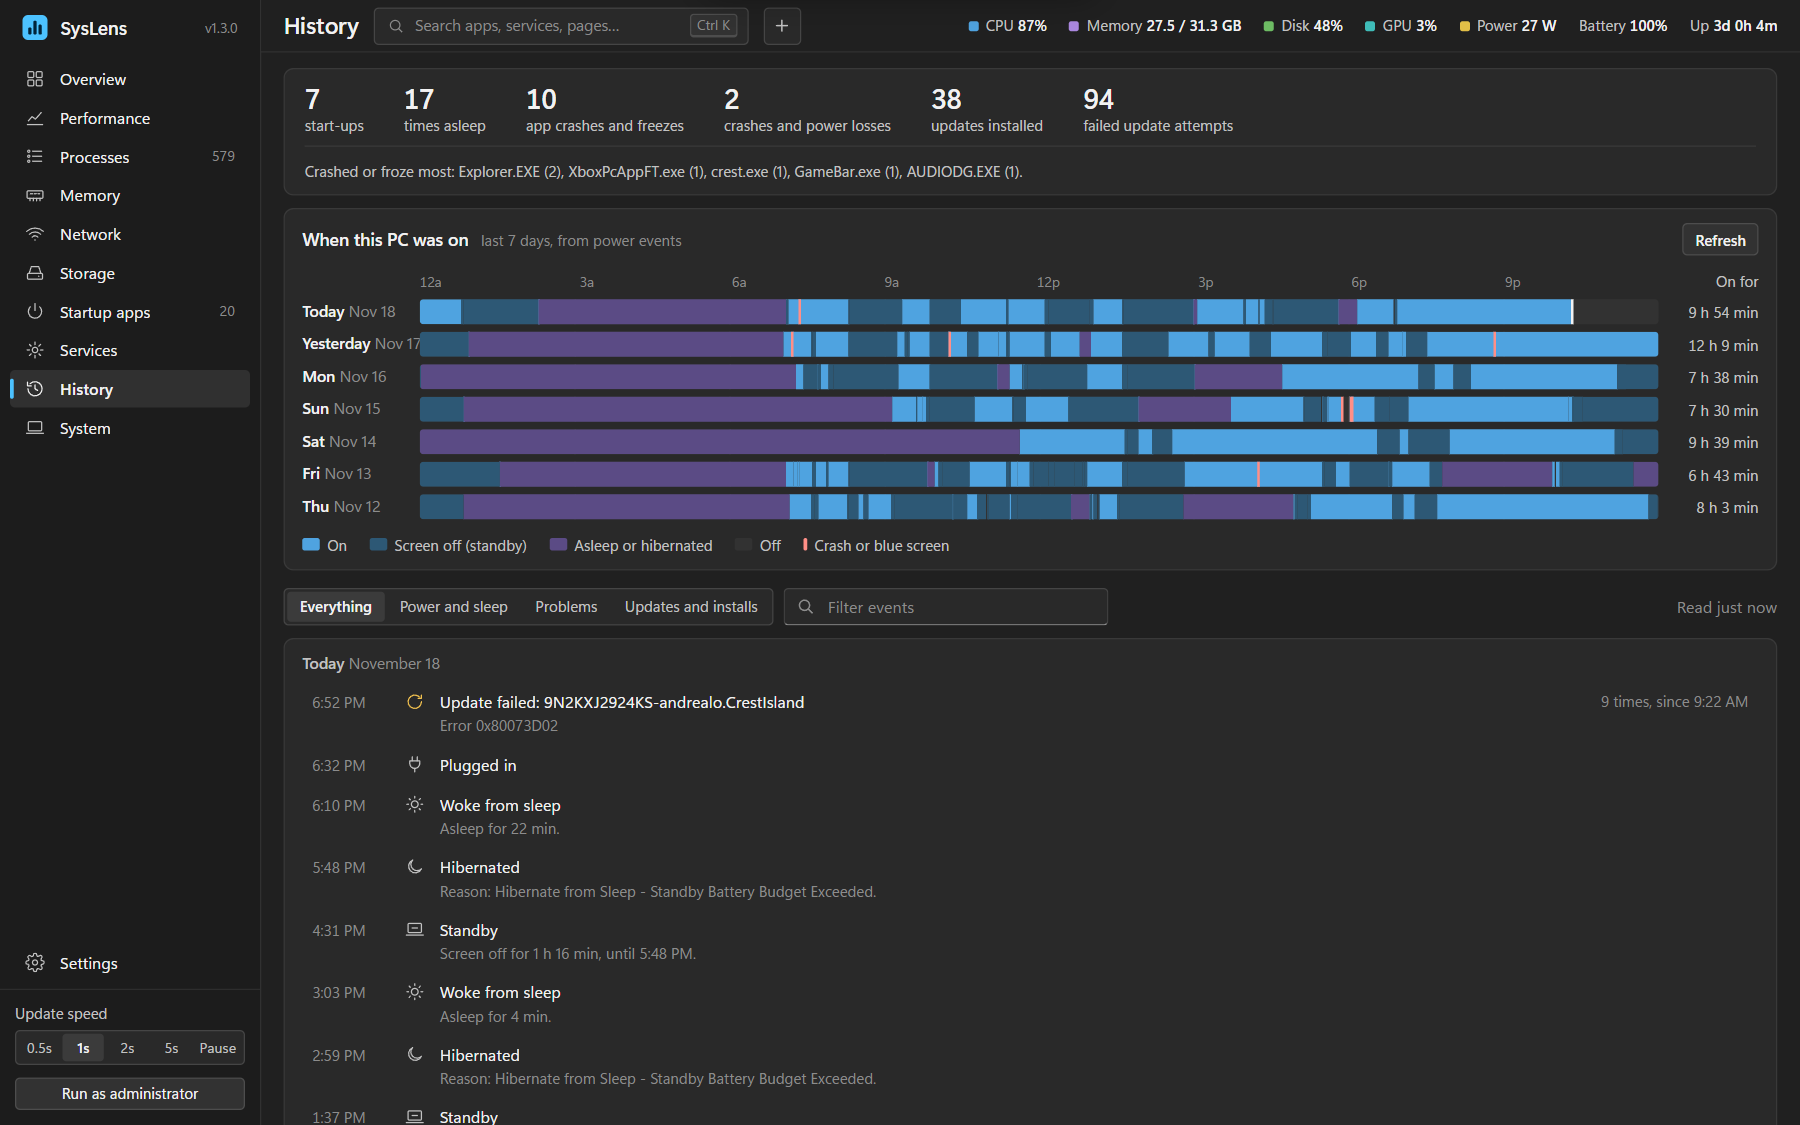 SysLens v1.3.0
Overview
Performance
Processes 579
Memory
Network
Storage
Startup apps 20
Services
History
System
Settings
Update speed
0.5s 1s 2s 5s Pause
Run as administrator
History
Search apps, services, pages... Ctrl K
+
CPU 87% Memory 27.5 / 31.3 GB Disk 48% GPU 3% Power 27 W Battery 100% Up 3d 0h 4m
7 17 10 2 38 94
start-ups times asleep app crashes and freezes crashes and power losses updates installed failed update attempts
Crashed or froze most: Explorer.EXE (2), XboxPcAppFT.exe (1), crest.exe (1), GameBar.exe (1), AUDIODG.EXE (1).
When this PC was on last 7 days, from power events Refresh
12a 3a 6a 9a 12p 3p 6p 9p On for
Today Nov 18 9 h 54 min
Yesterday Nov 17 12 h 9 min
Mon Nov 16 7 h 38 min
Sun Nov 15 7 h 30 min
Sat Nov 14 9 h 39 min
Fri Nov 13 6 h 43 min
Thu Nov 12 8 h 3 min
On Screen off (standby) Asleep or hibernated Off Crash or blue screen
Everything Power and sleep Problems Updates and installs Filter events Read just now
Today November 18
6:52 PM Update failed: 9N2KXJ2924KS-andrealo.CrestIsland 9 times, since 9:22 AM
Error 0x80073D02
6:32 PM Plugged in
6:10 PM Woke from sleep
Asleep for 22 min.
5:48 PM Hibernated
Reason: Hibernate from Sleep - Standby Battery Budget Exceeded.
4:31 PM Standby
Screen off for 1 h 16 min, until 5:48 PM.
3:03 PM Woke from sleep
Asleep for 4 min.
2:59 PM Hibernated
Reason: Hibernate from Sleep - Standby Battery Budget Exceeded.
1:37 PM Standby